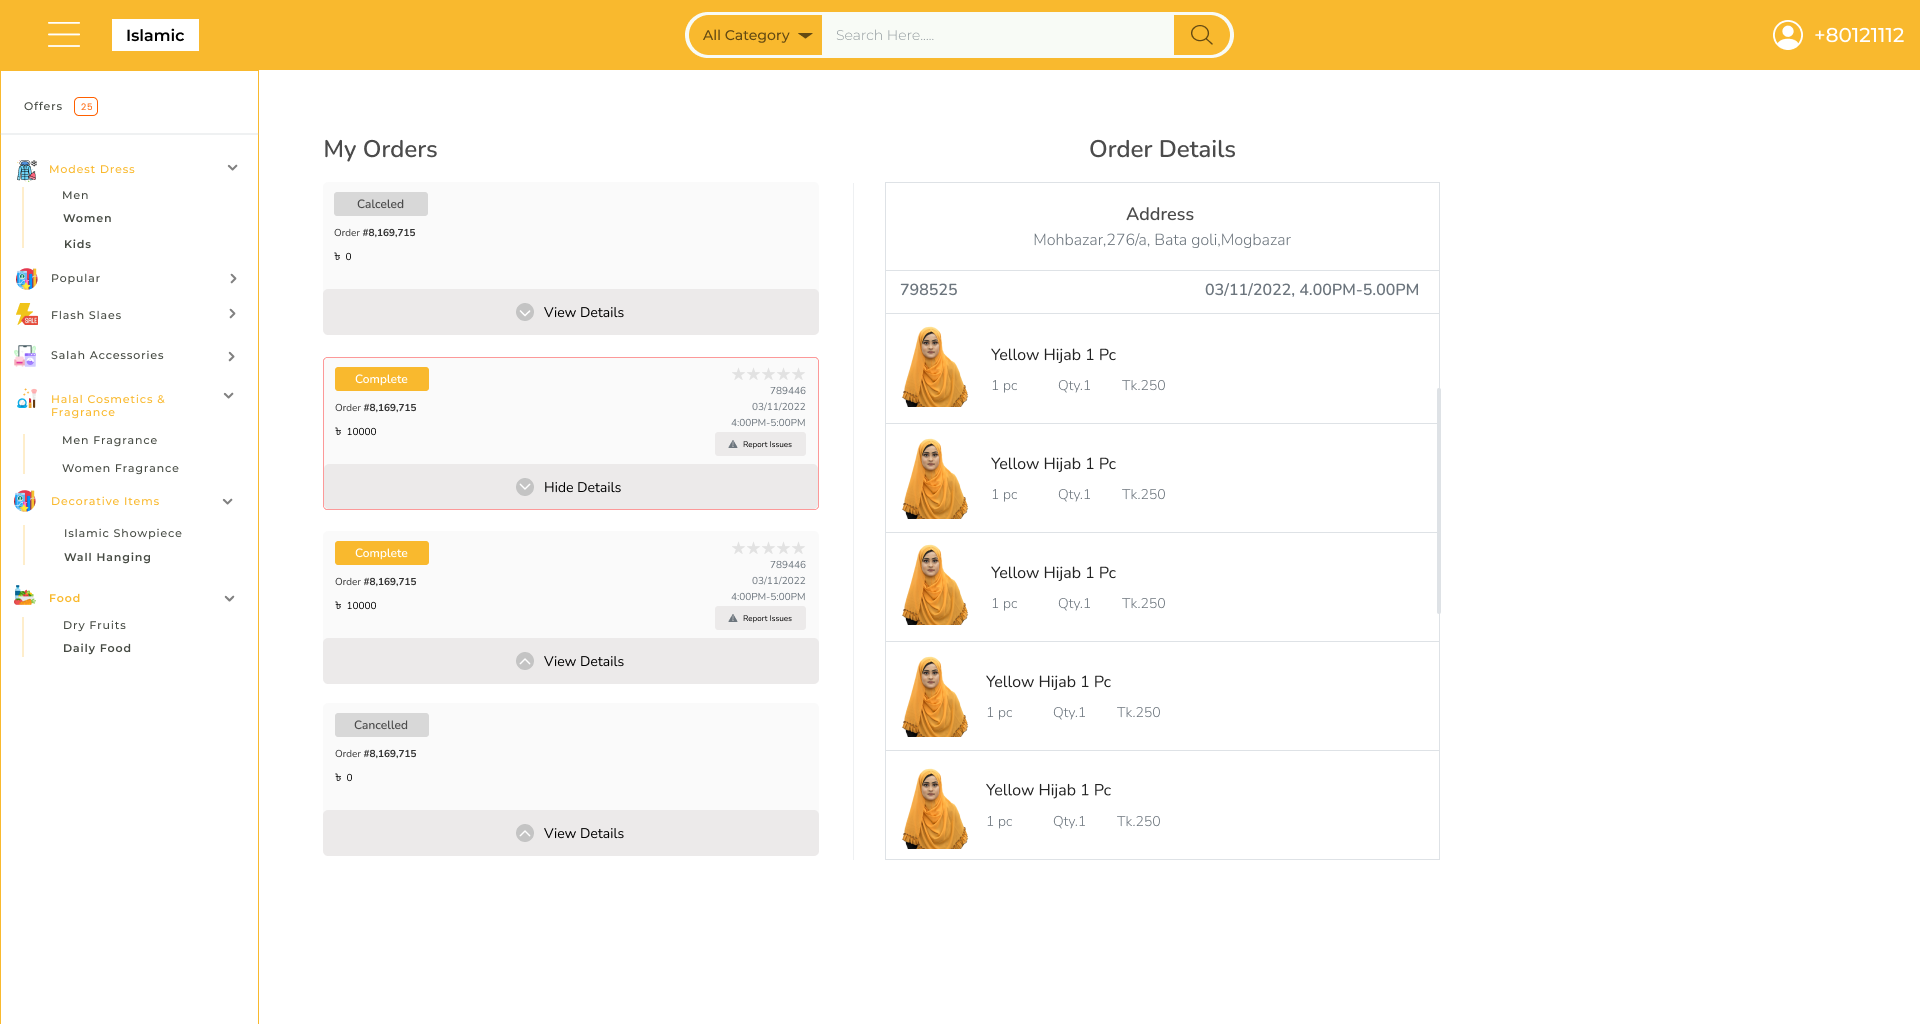 Islamic
All Category
Search Here.....
+80121112
Offers 25
Modest Dress
Men
Women
Kids
Popular
Flash Slaes
SALE
Salah Accessories
Halal Cosmetics &
Fragrance
Men Fragrance
Women Fragrance
Decorative Items
Islamic Showpiece
Wall Hanging
Food
Dry Fruits
Daily Food
My Orders
Calceled
Order #8,169,715
৳ 0
View Details
Complete
789446
Order #8,169,715
03/11/2022
৳ 10000
4:00PM-5:00PM
Report Issues
Hide Details
Complete
789446
Order #8,169,715
03/11/2022
৳ 10000
4:00PM-5:00PM
Report Issues
View Details
Cancelled
Order #8,169,715
৳ 0
View Details
Order Details
Address
Mohbazar,276/a, Bata goli,Mogbazar
798525 03/11/2022, 4.00PM-5.00PM
Yellow Hijab 1 Pc
1 pc Qty.1 Tk.250
Yellow Hijab 1 Pc
1 pc Qty.1 Tk.250
Yellow Hijab 1 Pc
1 pc Qty.1 Tk.250
Yellow Hijab 1 Pc
1 pc Qty.1 Tk.250
Yellow Hijab 1 Pc
1 pc Qty.1 Tk.250